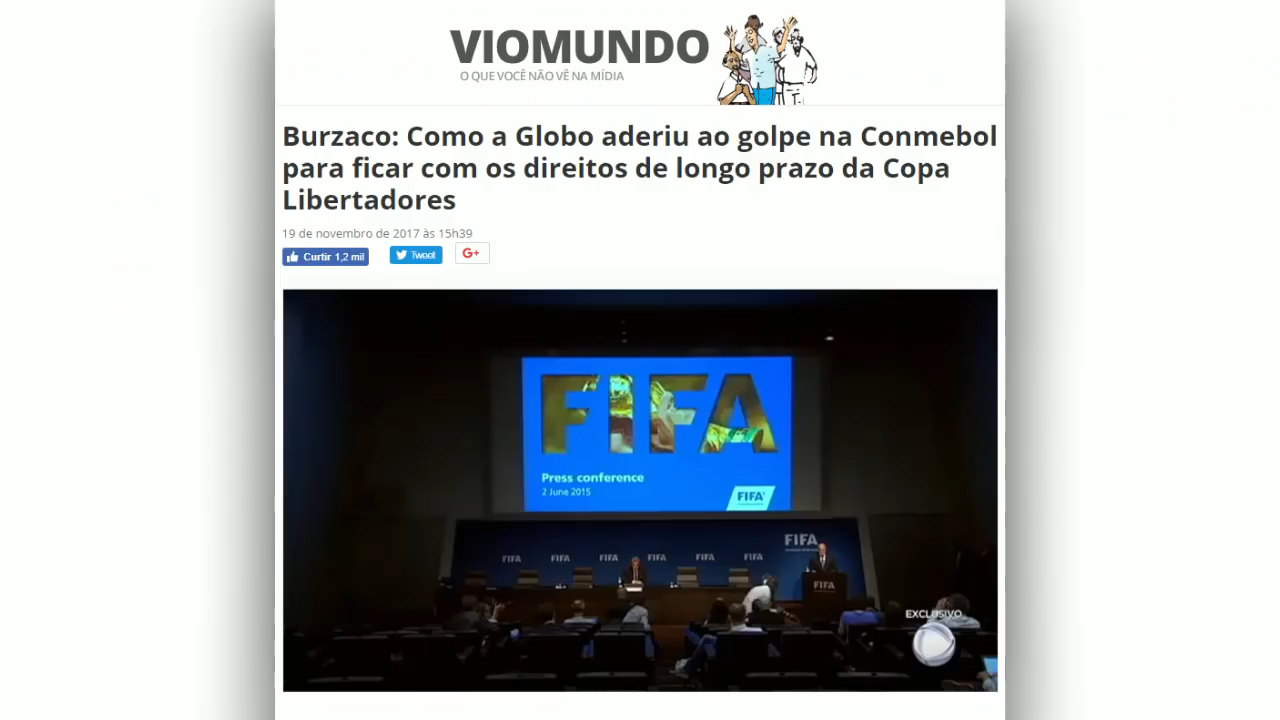 VIOMUNDO
O QUE VOCÊ NÃO VÊ NA MÍDIA
Burzaco: Como a Globo aderiu ao golpe na Conmebol
para ficar com os direitos de longo prazo da Copa
Libertadores
19 de novembro de 2017 às 15h39
Curtir 1,2 mil
Tweet
G+
FIFA
Press conference
2 June 2015
FIFA
FIFA
FIFA FIFA FIFA FIFA FIFA FIFA
FIFA
EXCLUSIVO